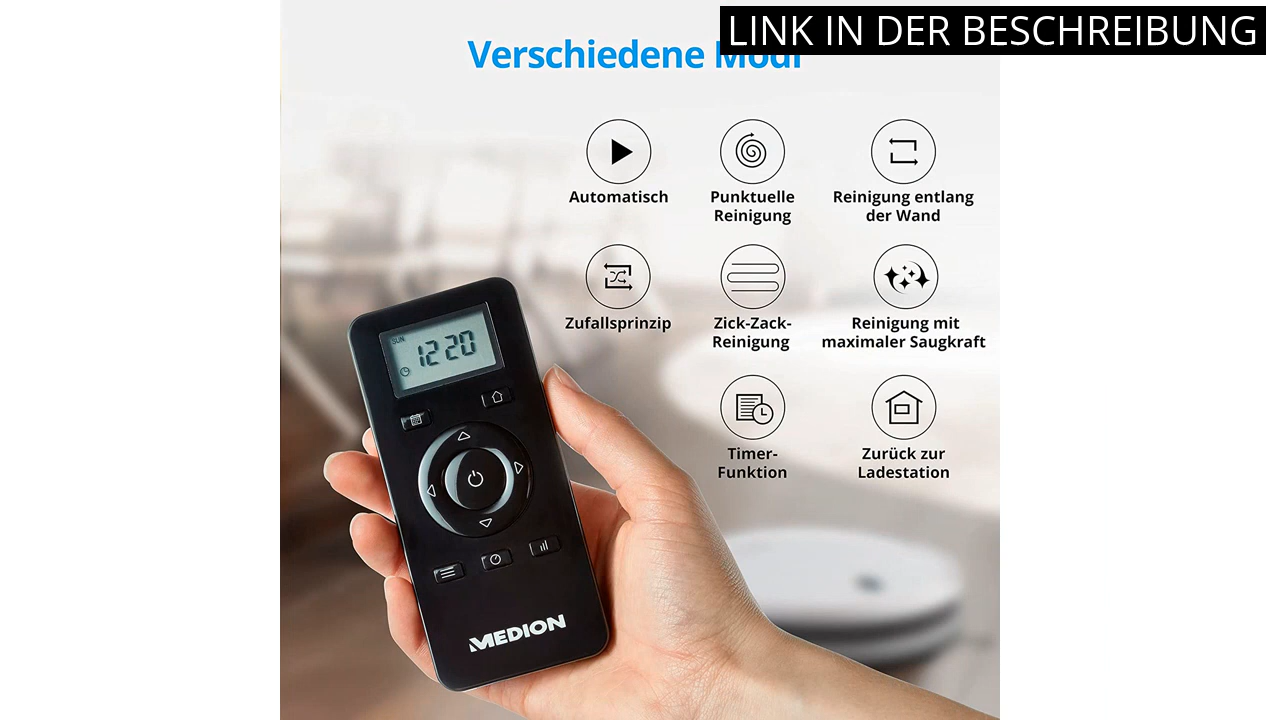 LINK IN DER BESCHREIBUNG
Verschiedene Modi
Automatisch
Punktuelle
Reinigung
Reinigung entlang
der Wand
Zufallsprinzip
Zick-Zack-
Reinigung
Reinigung mit
maximaler Saugkraft
Timer-
Funktion
Zurück zur
Ladestation
SUN
12 20
MEDION